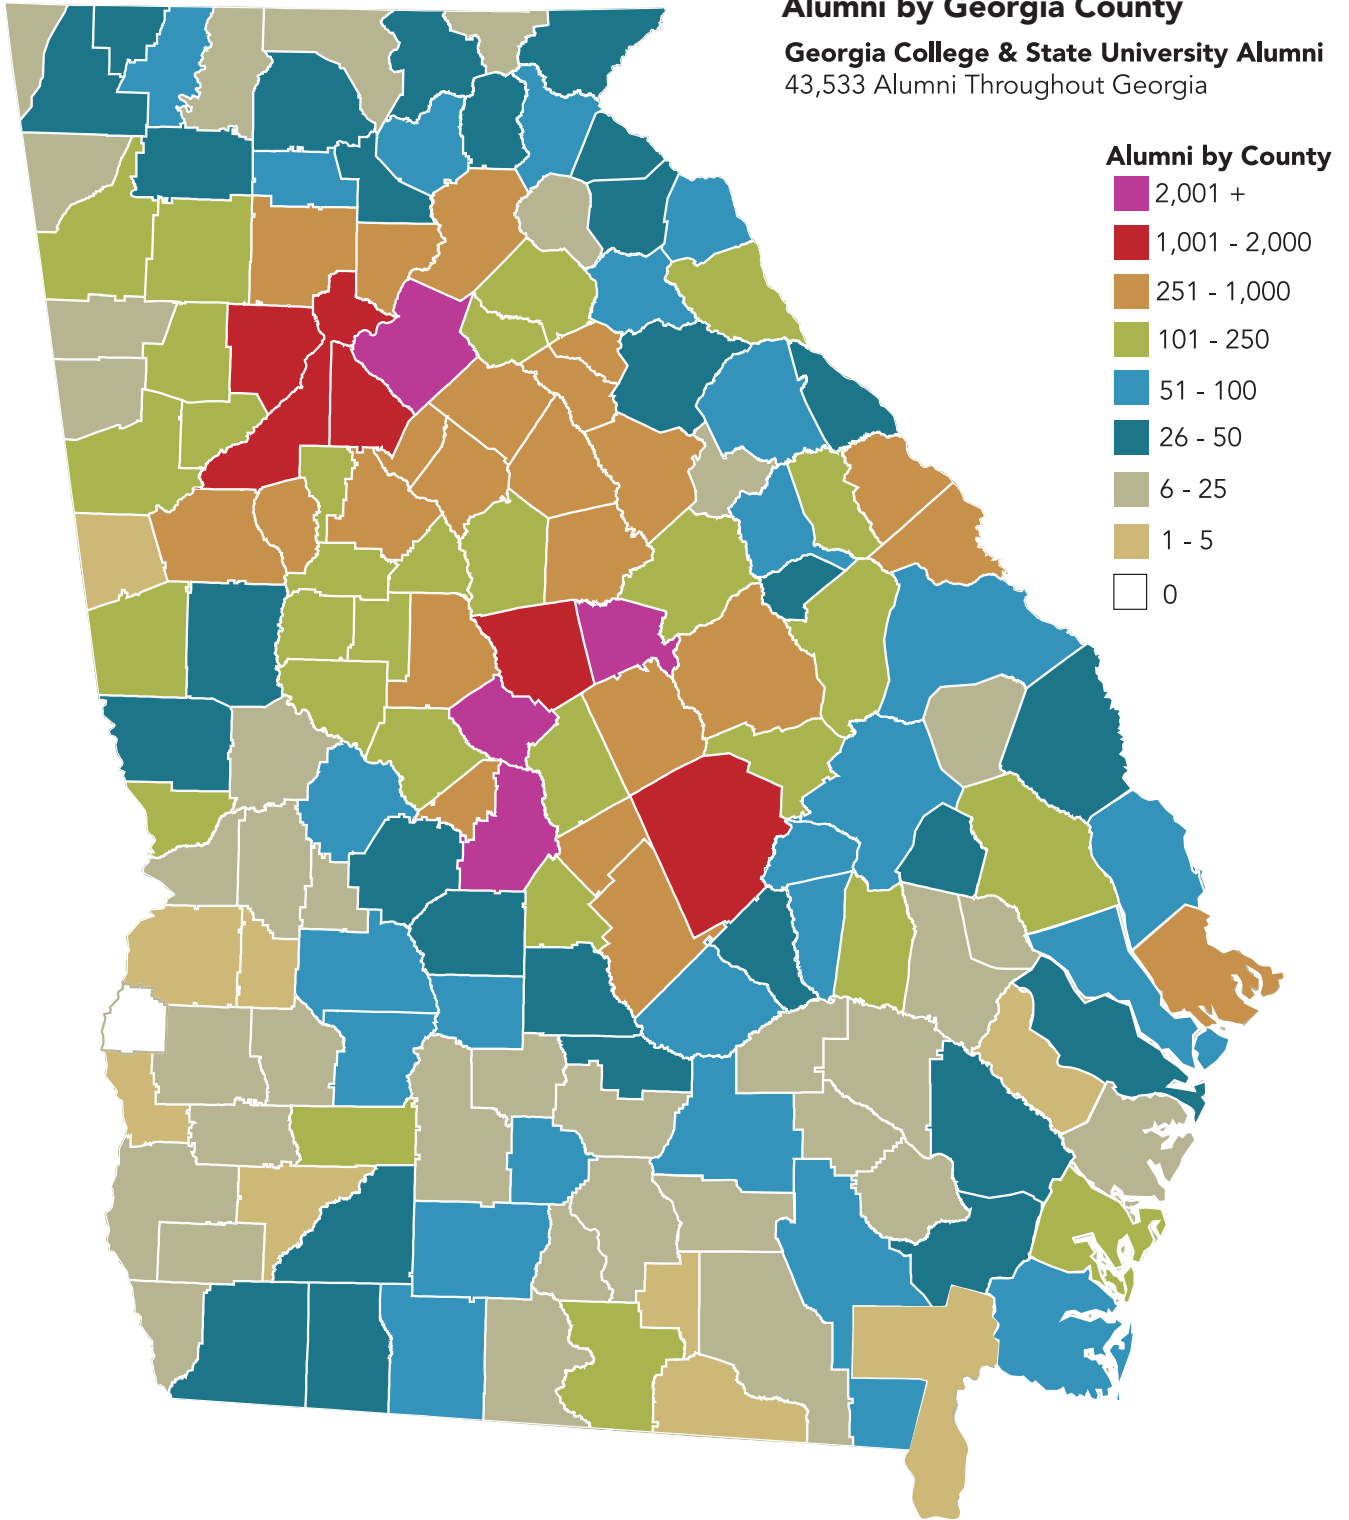 Alumni by Georgia County
Georgia College & State University Alumni
43,533 Alumni Throughout Georgia
Alumni by County
2,001 +
1,001 - 2,000
251 - 1,000
101 - 250
51 - 100
26 - 50
6 - 25
1 - 5
0